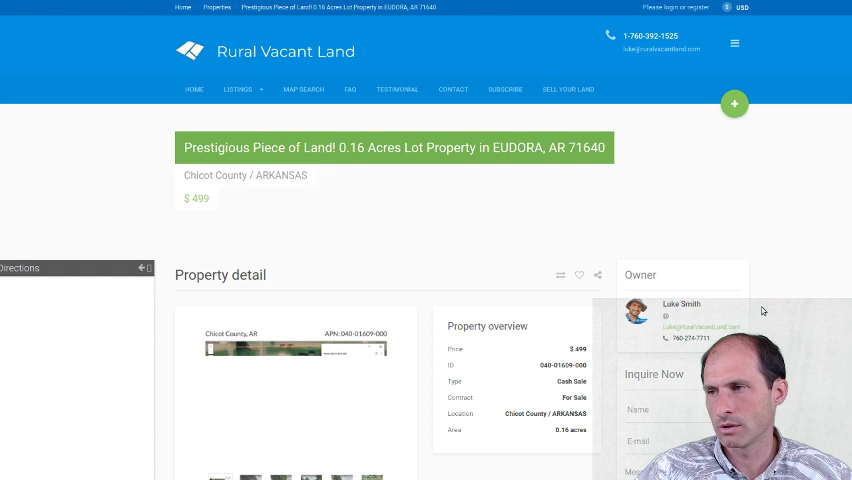 Home Properties Prestigious Piece of Land! 0.16 Acres Lot Property in EUDORA, AR 71640 Please login or register USD
Rural Vacant Land
1-760-392-1525
luke@ruralvacantland.com
HOME LISTINGS MAP SEARCH FAQ TESTIMONIAL CONTACT SUBSCRIBE SELL YOUR LAND
Prestigious Piece of Land! 0.16 Acres Lot Property in EUDORA, AR 71640
Chicot County / ARKANSAS
$ 499
Directions
Property detail
Owner
Luke Smith
@
Luke@RuralVacantLand.com
760-274-7711
Chicot County, AR APN: 040-01609-000
Property overview
Price $ 499
ID 040-01609-000
Type Cash Sale
Contract For Sale
Location Chicot County / ARKANSAS
Area 0.16 acres
Inquire Now
Name
E-mail